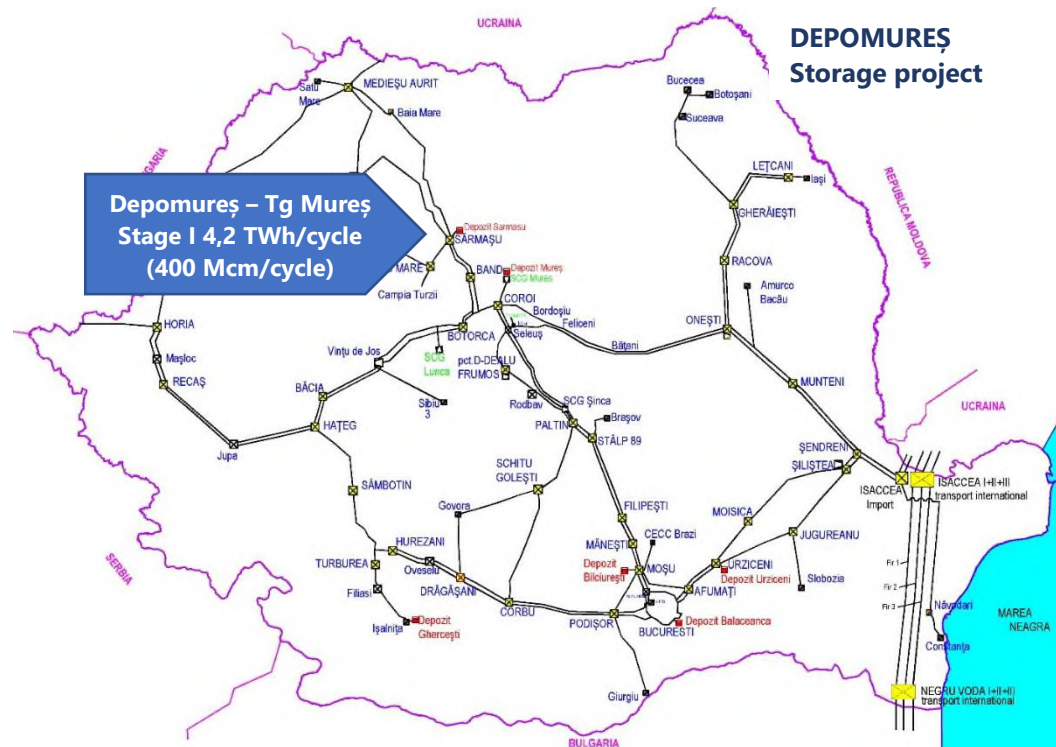 UCRAINA
DEPOMUREȘ
Storage project
Satu
Mare
MEDIEȘU AURIT
Baia Mare
Bucecea
Botoșani
Suceava
LEȚCANI
Iași
GHERĂIEȘTI
REPUBLICA MOLDOVA
GARIA
Depomureș – Tg Mureș
Stage I 4,2 TWh/cycle
(400 Mcm/cycle)
Depozit Sarmasu
SĂRMAȘU
MARE
Campia Turzii
BAND
Depozit Mureș
SCG Mures
COROI
Bordoșiu
Feliceni
Seleuș
RACOVA
Amurco
Bacău
ONEȘTI
HORIA
Mașloc
RECAȘ
BOTORCA
Vințu de Jos
SCG
Lunca
pct.D-DEALU
FRUMOS
Bățani
MUNTENI
UCRAINA
BĂCIA
Sibiu
3
Rodbav
SCG Șinca
Brașov
PALTIN
STÂLP 89
HAȚEG
Jupa
ȘENDRENI
ȘILIȘTEA
ISACCEA
Import
ISACCEA I+II+III
transport international
SCHITU
GOLEȘTI
SÂMBOTIN
Govora
FILIPEȘTI
MOISICA
JUGUREANU
SERBIA
HUREZANI
Oveselu
TURBUREA
Filiasi
DRĂGĂȘANI
CORBU
MĂNEȘTI
CECC Brazi
Depozit
Bilciurești
MOȘU
URZICENI
Depozit Urziceni
AFUMAȚI
Slobozia
Fir 1
Fir 2
Fir 3
Năvodari
MAREA
NEAGRA
Constanța
Ișalnița
Depozit
Ghercești
PODIȘOR
BUCURESTI
Depozit Balaceanca
Giurgiu
NEGRU VODA I+II+III
transport international
BULGARIA